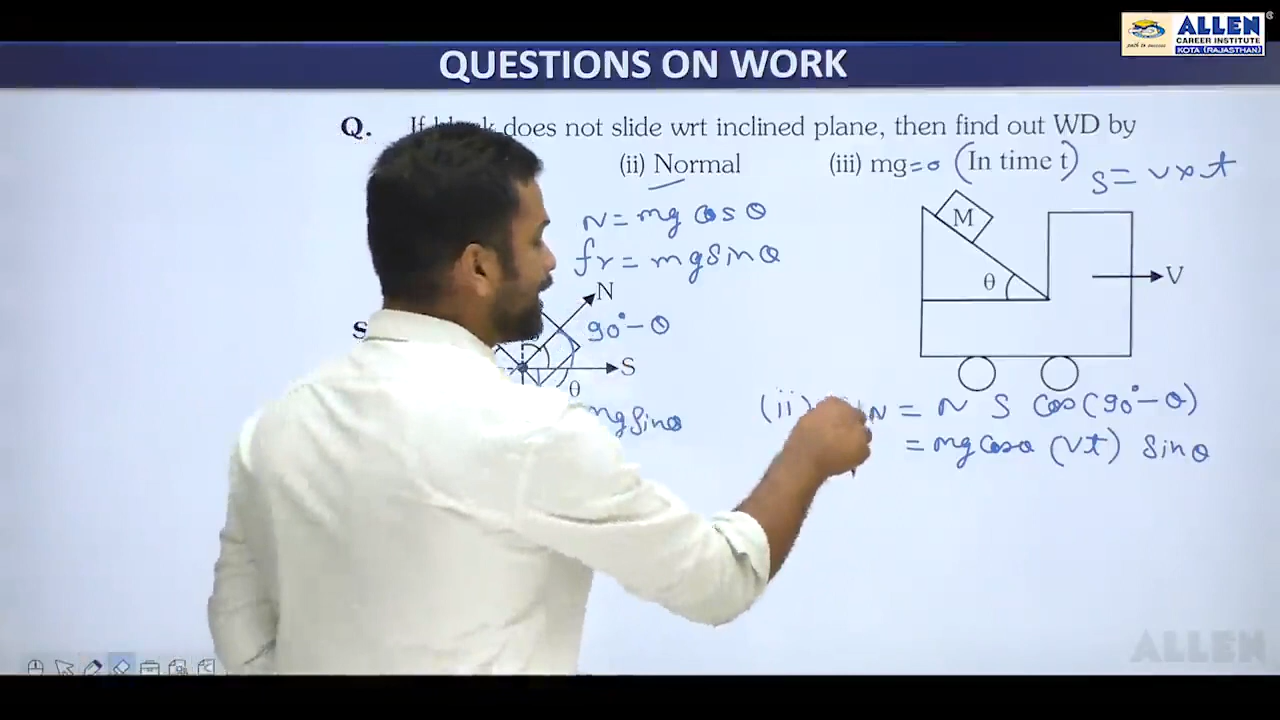 ALLEN
CAREER INSTITUTE
KOTA (RAJASTHAN)
QUESTIONS ON WORK
Q. If does not slide wrt inclined plane, then find out WD by
(ii) Normal (iii) mg=0 (In time t) S = V × t
N = mg cos θ
fr = mg sin θ
M
θ
V
N
90° - θ
S
θ
mg sin θ
(ii) N = N S cos(90° - θ)
= mg cos θ (Vt) sin θ
ALLEN